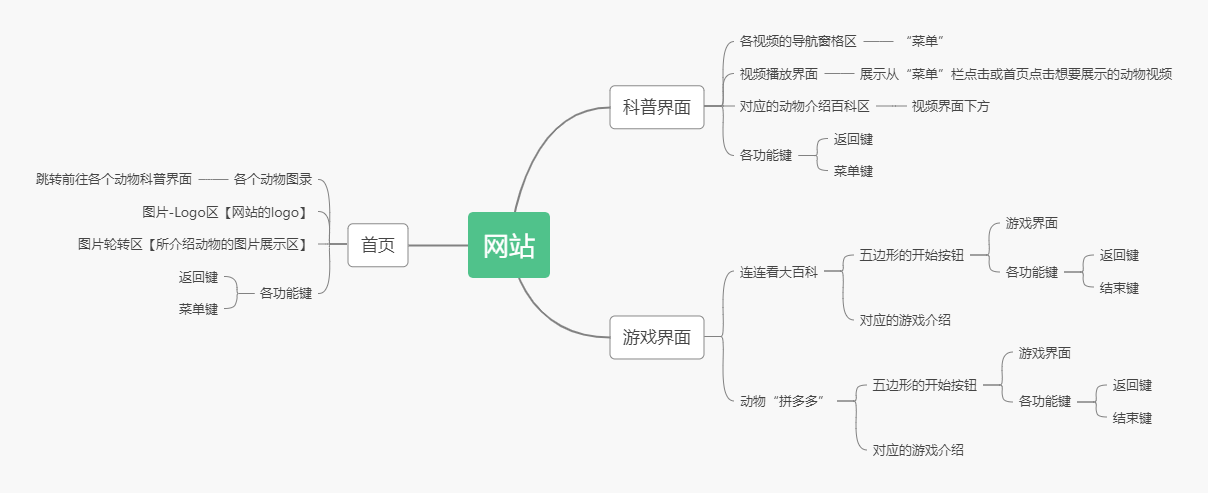 网站
首页
各个动物图录
跳转前往各个动物科普界面
图片-Logo区【网站的logo】
图片轮转区【所介绍动物的图片展示区】
各功能键
返回键
菜单键
科普界面
各视频的导航窗格区
“菜单”
视频播放界面
展示从“菜单”栏点击或首页点击想要展示的动物视频
对应的动物介绍百科区
视频界面下方
各功能键
返回键
菜单键
游戏界面
连连看大百科
五边形的开始按钮
游戏界面
各功能键
返回键
结束键
对应的游戏介绍
动物“拼多多”
五边形的开始按钮
游戏界面
各功能键
返回键
结束键
对应的游戏介绍